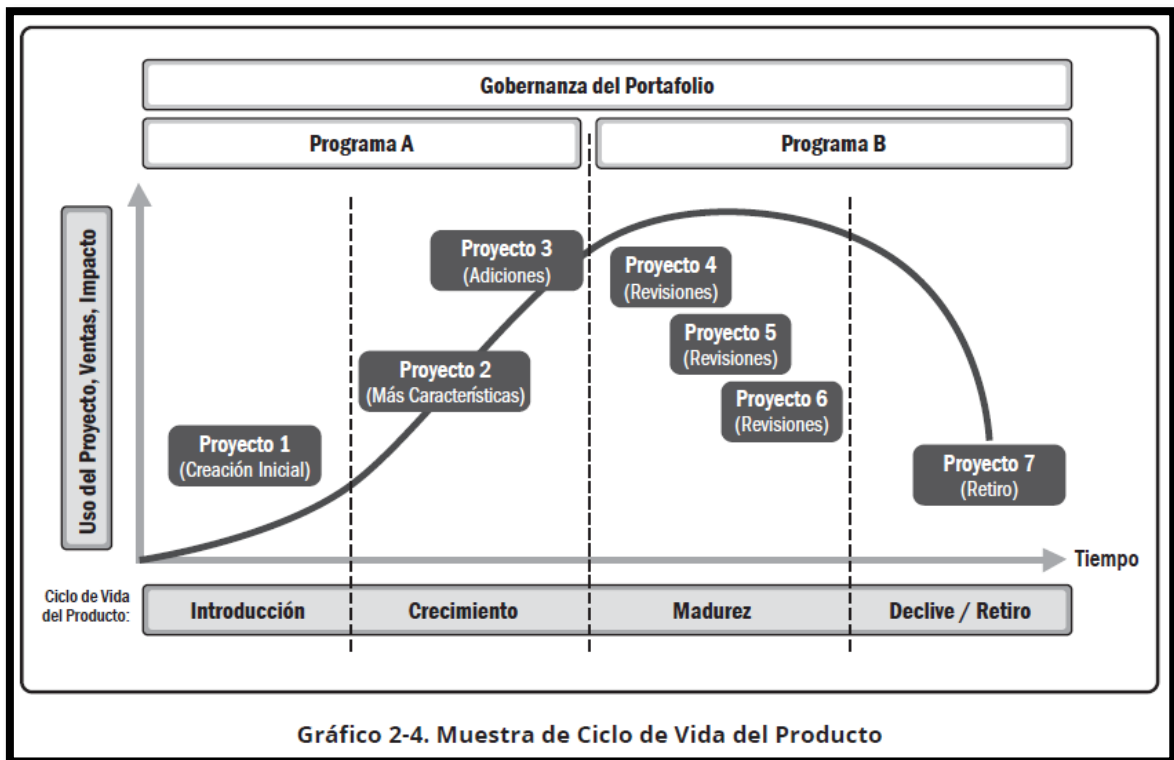 Gobernanza del Portafolio
Programa A
Programa B
Uso del Proyecto, Ventas, Impacto
Proyecto 1
(Creación Inicial)
Proyecto 2
(Más Características)
Proyecto 3
(Adiciones)
Proyecto 4
(Revisiones)
Proyecto 5
(Revisiones)
Proyecto 6
(Revisiones)
Proyecto 7
(Retiro)
Tiempo
Ciclo de Vida
del Producto:
Introducción
Crecimiento
Madurez
Declive / Retiro
Gráfico 2-4. Muestra de Ciclo de Vida del Producto